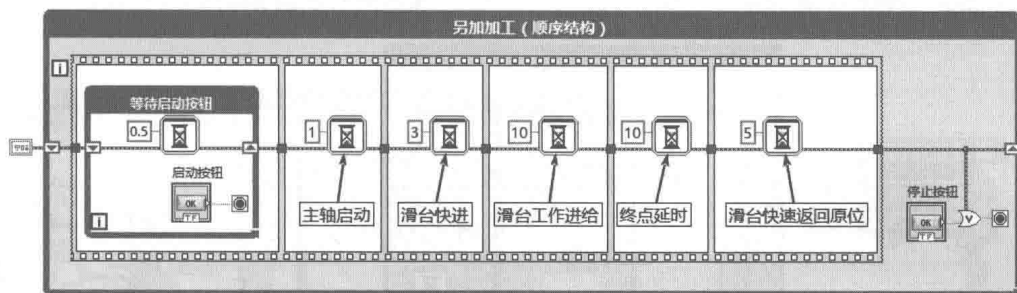 另加加工（顺序结构）
i
等待启动按钮
0.5
启动按钮
OK
TF
i
1
主轴启动
3
滑台快进
10
滑台工作进给
10
终点延时
5
滑台快速返回原位
停止按钮
OK
TF
V